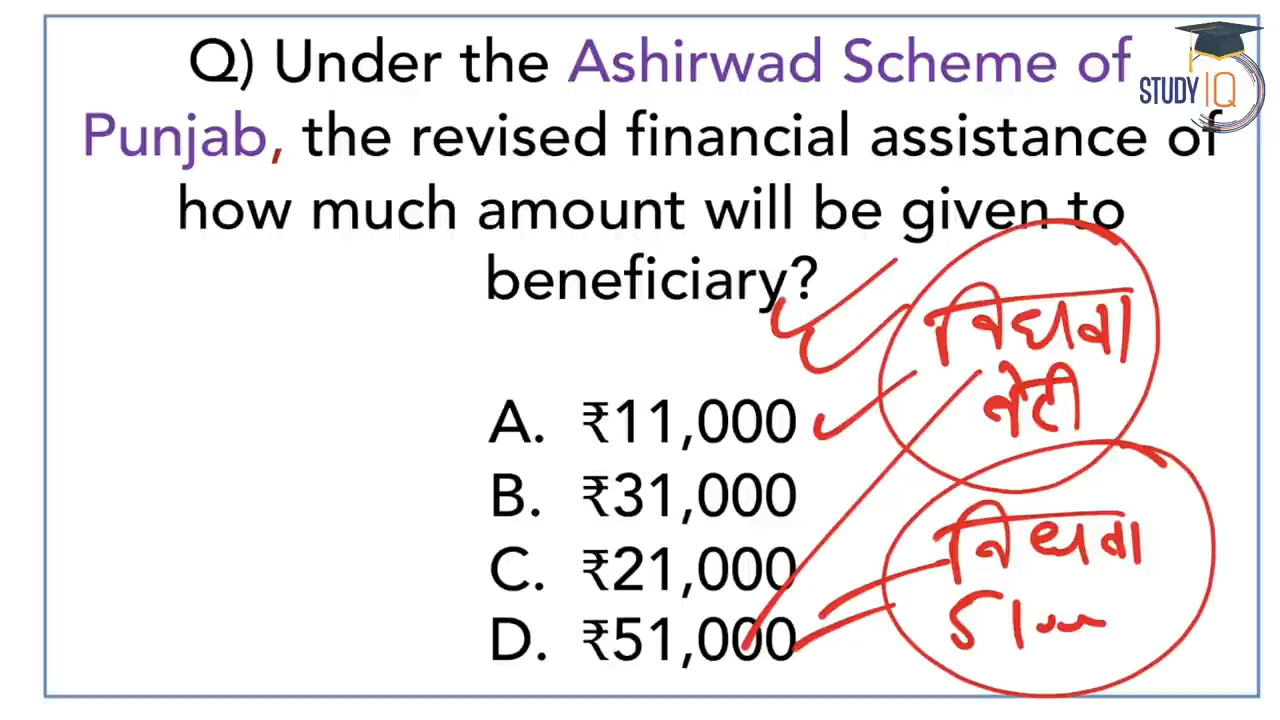 Q) Under the Ashirwad Scheme of
Punjab, the revised financial assistance of
how much amount will be given to
beneficiary?
A. ₹11,000
B. ₹31,000
C. ₹21,000
D. ₹51,000
STUDY IQ
विधवा
बेटी
विधवा
51